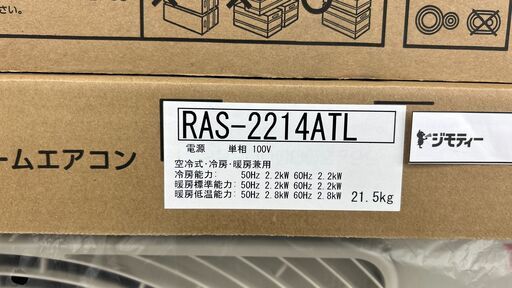 さい。
RAS-2214ATL
電源 単相 100V
空冷式・冷房・暖房兼用
冷房能力: 50Hz 2.2kW 60Hz 2.2kW
暖房標準能力: 50Hz 2.2kW 60Hz 2.2kW
暖房低温能力: 50Hz 2.8kW 60Hz 2.8kW 21.5kg
ームエアコン
ジモティー